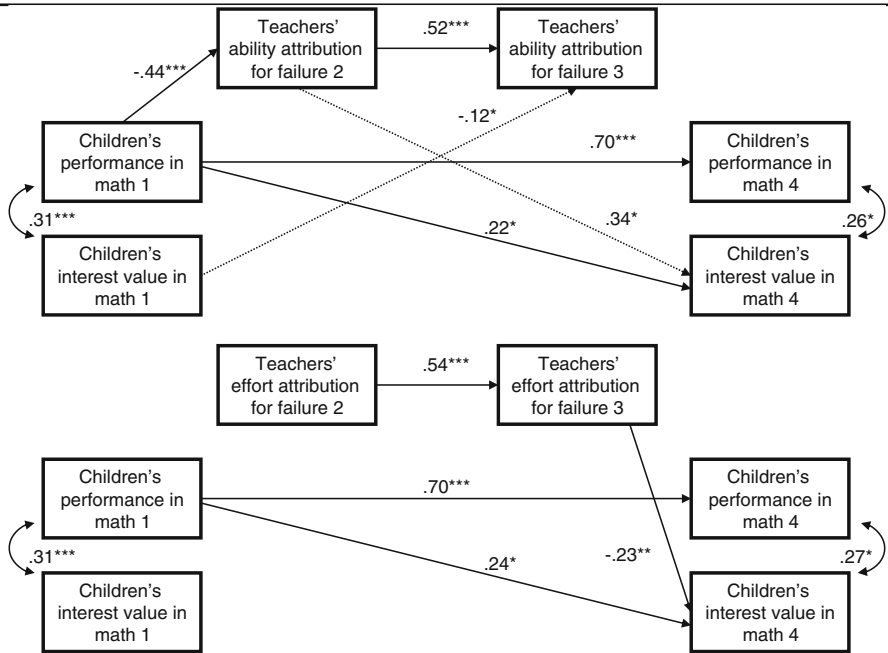 Teachers’
ability attribution
for failure 2
.52***
Teachers’
ability attribution
for failure 3
-.44***
-.12*
Children’s
performance in
math 1
.70***
Children’s
performance in
math 4
.31***
.22*
.34*
.26*
Children’s
interest value in
math 1
Children’s
interest value in
math 4
Teachers’
effort attribution
for failure 2
.54***
Teachers’
effort attribution
for failure 3
Children’s
performance in
math 1
.70***
Children’s
performance in
math 4
.31***
.24*
-.23**
.27*
Children’s
interest value in
math 1
Children’s
interest value in
math 4